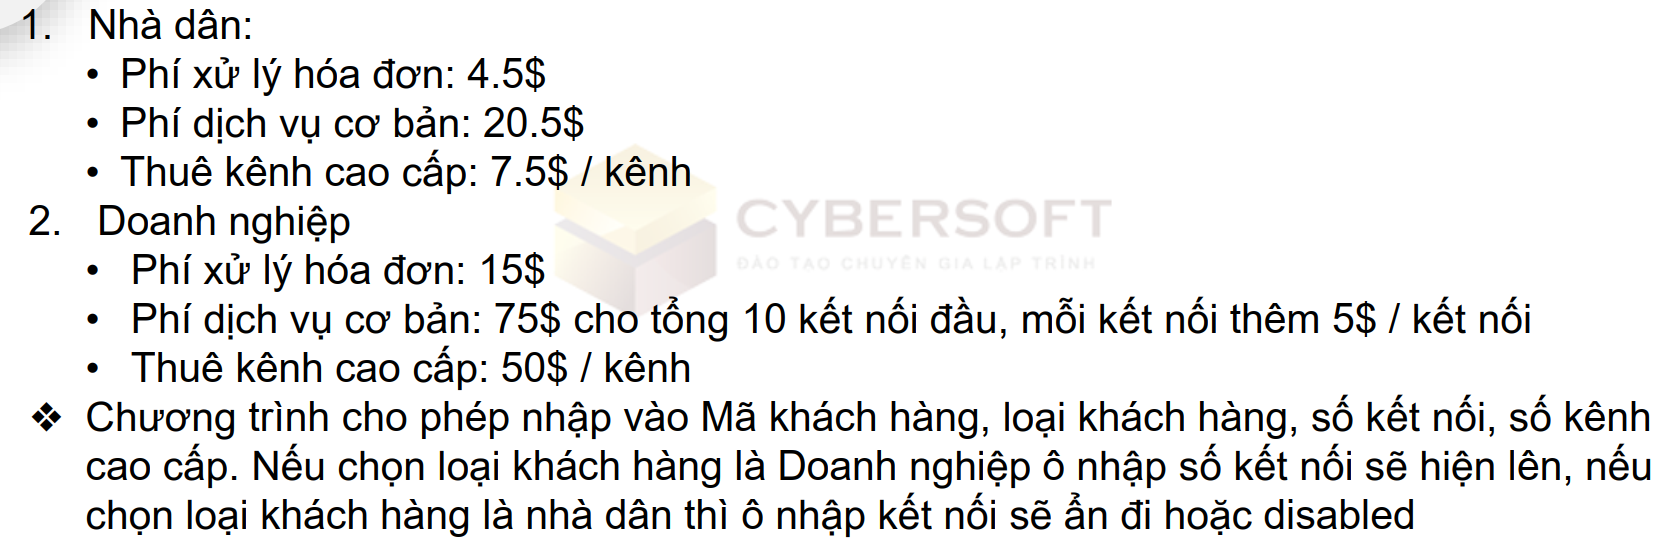 1. Nhà dân:
• Phí xử lý hóa đơn: 4.5$
• Phí dịch vụ cơ bản: 20.5$
• Thuê kênh cao cấp: 7.5$ / kênh
2. Doanh nghiệp
CYBERSOFT
ĐÀO TẠO CHUYÊN GIA LẬP TRÌNH
• Phí xử lý hóa đơn: 15$
• Phí dịch vụ cơ bản: 75$ cho tổng 10 kết nối đầu, mỗi kết nối thêm 5$ / kết nối
• Thuê kênh cao cấp: 50$ / kênh
❖ Chương trình cho phép nhập vào Mã khách hàng, loại khách hàng, số kết nối, số kênh
cao cấp. Nếu chọn loại khách hàng là Doanh nghiệp ô nhập số kết nối sẽ hiện lên, nếu
chọn loại khách hàng là nhà dân thì ô nhập kết nối sẽ ẩn đi hoặc disabled